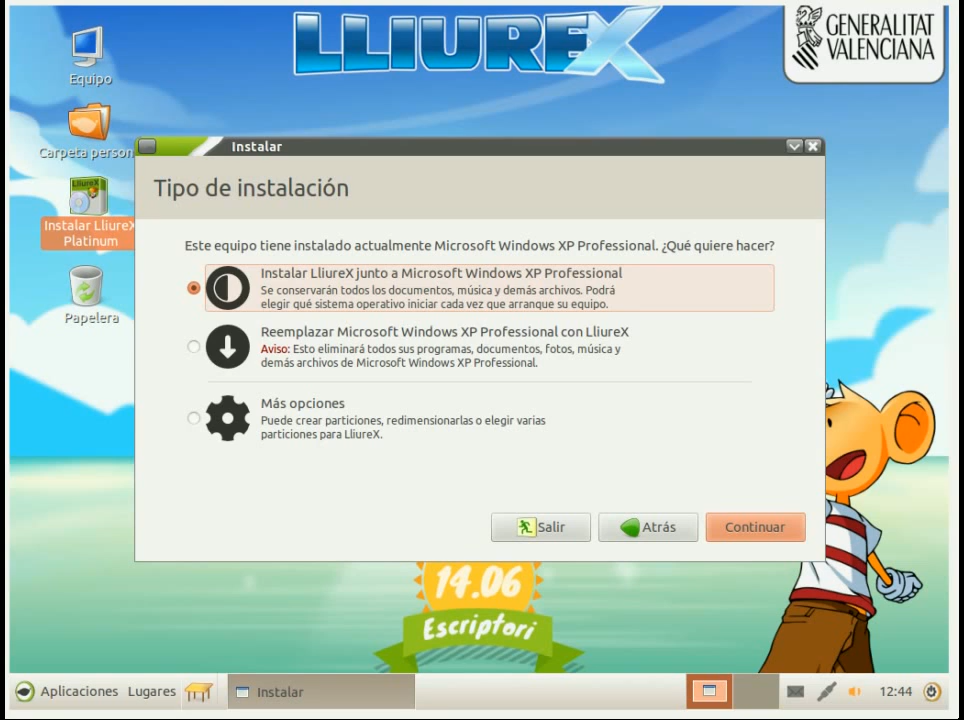 LLIUREX
GENERALITAT
VALENCIANA
Equipo
Carpeta person
LliureX
Instalar LliureX
Platinum
Papelera
Instalar
Tipo de instalación
Este equipo tiene instalado actualmente Microsoft Windows XP Professional. ¿Qué quiere hacer?
Instalar LliureX junto a Microsoft Windows XP Professional
Se conservarán todos los documentos, música y demás archivos. Podrá
elegir qué sistema operativo iniciar cada vez que arranque su equipo.
Reemplazar Microsoft Windows XP Professional con LliureX
Aviso: Esto eliminará todos sus programas, documentos, fotos, música y
demás archivos de Microsoft Windows XP Professional.
Más opciones
Puede crear particiones, redimensionarlas o elegir varias
particiones para LliureX.
Salir
Atrás
Continuar
14.06
Escriptori
Aplicaciones Lugares
Instalar
12:44